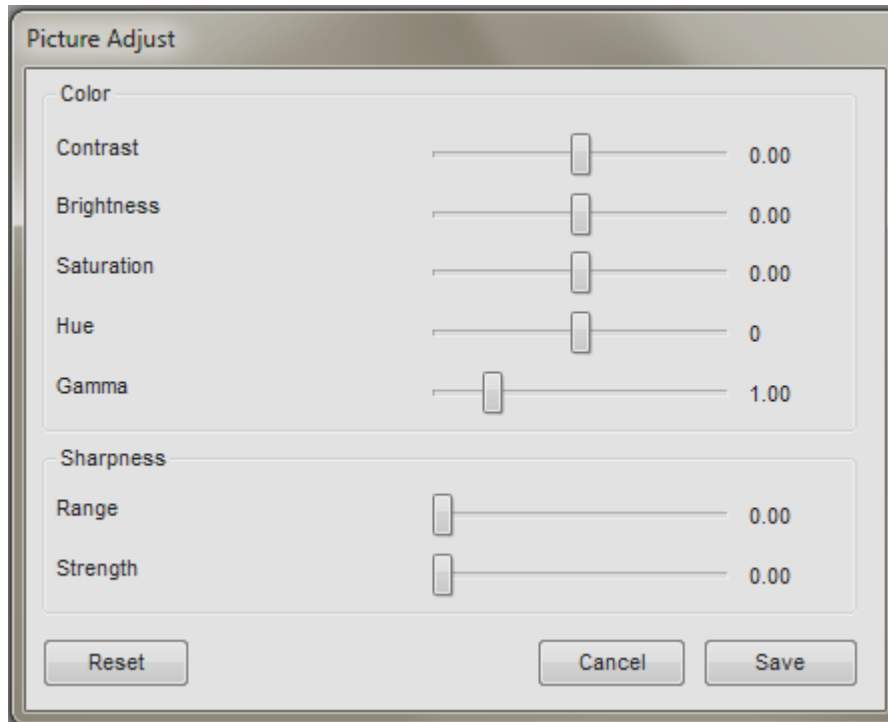 Picture Adjust
Color
Contrast 0.00
Brightness 0.00
Saturation 0.00
Hue 0
Gamma 1.00
Sharpness
Range 0.00
Strength 0.00
Reset Cancel Save